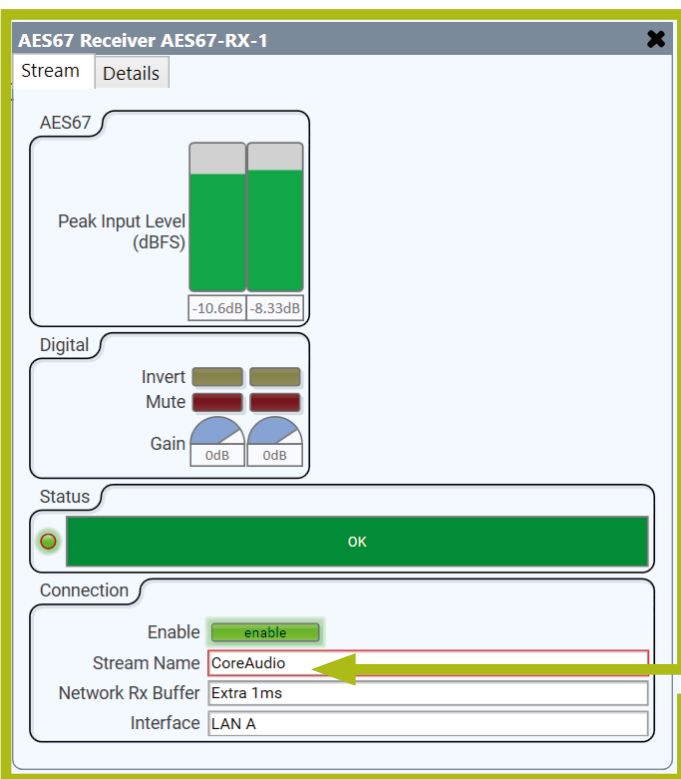 AES67 Receiver AES67-RX-1
Stream Details
AES67
Peak Input Level
(dBFS)
-10.6dB -8.33dB
Digital
Invert
Mute
Gain
0dB 0dB
Status
OK
Connection
Enable enable
Stream Name CoreAudio
Network Rx Buffer Extra 1ms
Interface LAN A